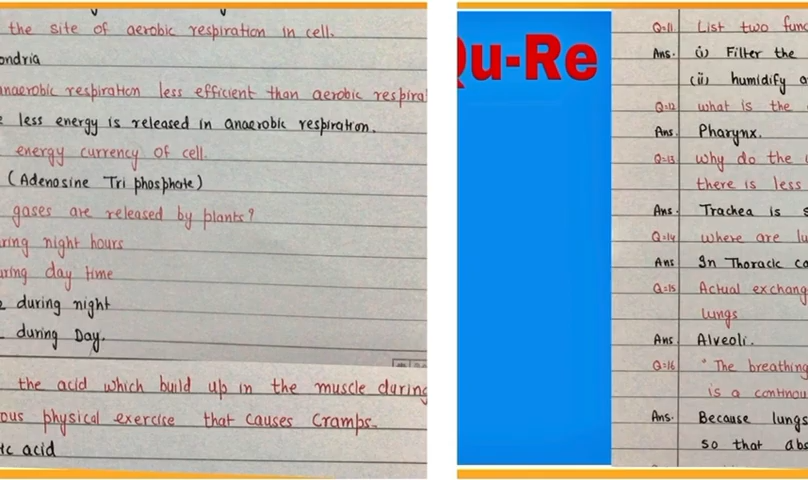 the site of aerobic respiration in cell.
ondria
anaerobic respiration less efficient than aerobic respira
less energy is released in anaerobic respiration.
energy currency of cell.
(Adenosine Tri phosphate)
gases are released by plants?
ring night hours
uring day time
during night
during Day.
the acid which build up in the muscle during
ous physical exercise that causes cramps.
tc acid
Qu-Re
Q=11 List two func
Ans. (i) Filter the
(ii) humidify a
Q=12 what is the
Ans. Pharynx.
Q=13 why do the
there is less
Ans. Trachea is s
Q=14 where are lu
Ans In Thoracic ca
Q=15 Actual exchang
lungs
Ans. Alveoli.
Q=16 "The breathing
is a continou
Ans. Because lungs
so that abs